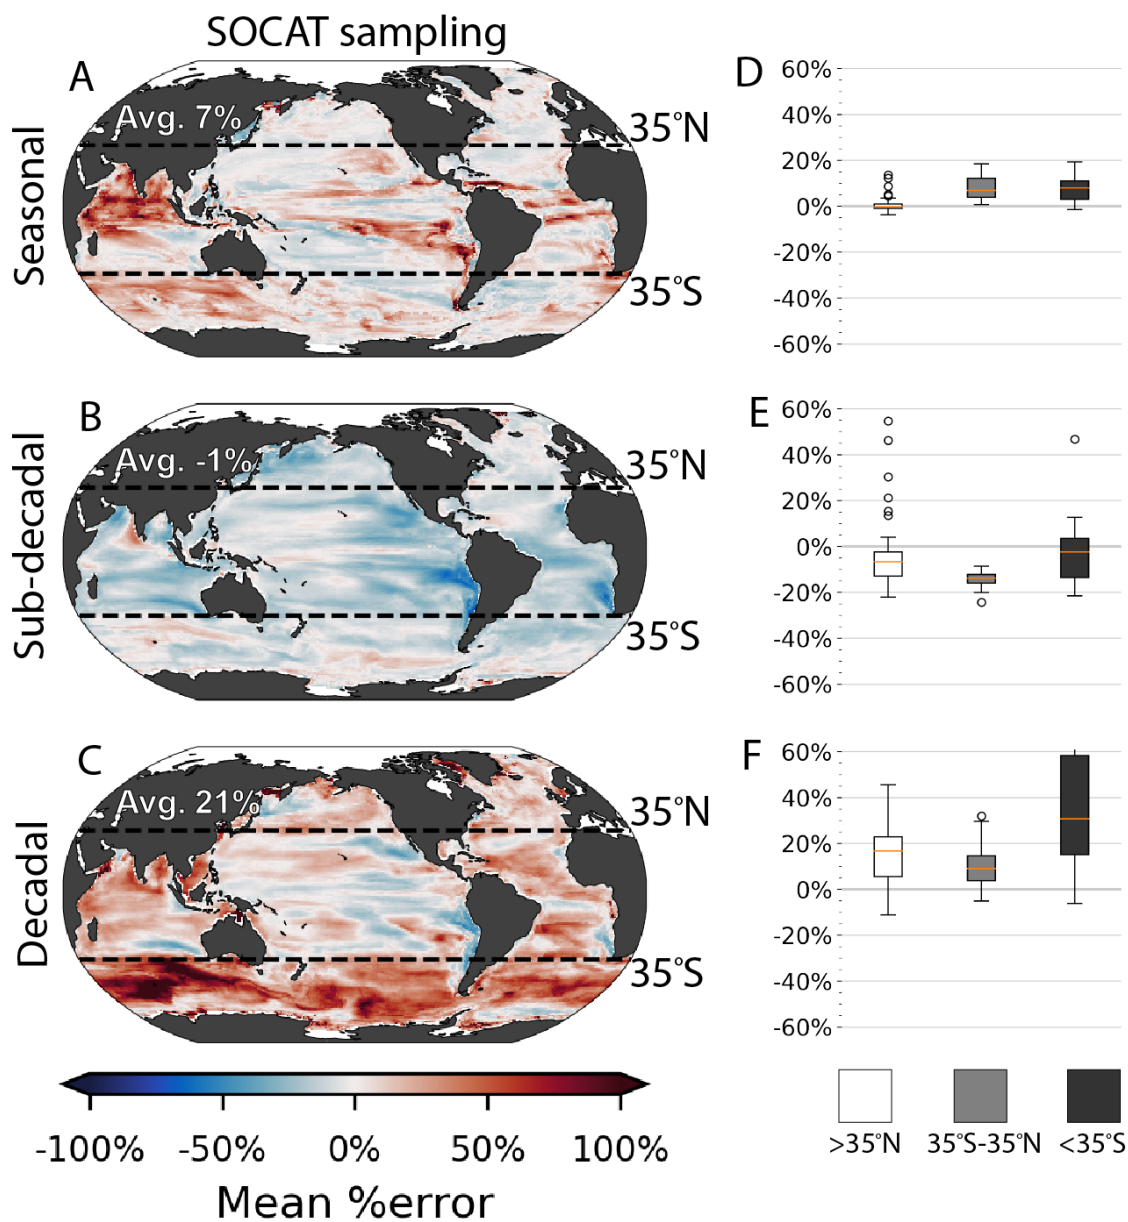 SOCAT sampling
A
Avg. 7%
35°N
35°S
Seasonal
D
60%
40%
20%
0%
-20%
-40%
-60%
B
Avg. -1%
35°N
35°S
Sub-decadal
E
60%
40%
20%
0%
-20%
-40%
-60%
C
Avg. 21%
35°N
35°S
Decadal
F
60%
40%
20%
0%
-20%
-40%
-60%
-100% -50% 0% 50% 100%
Mean %error
>35°N 35°S-35°N <35°S